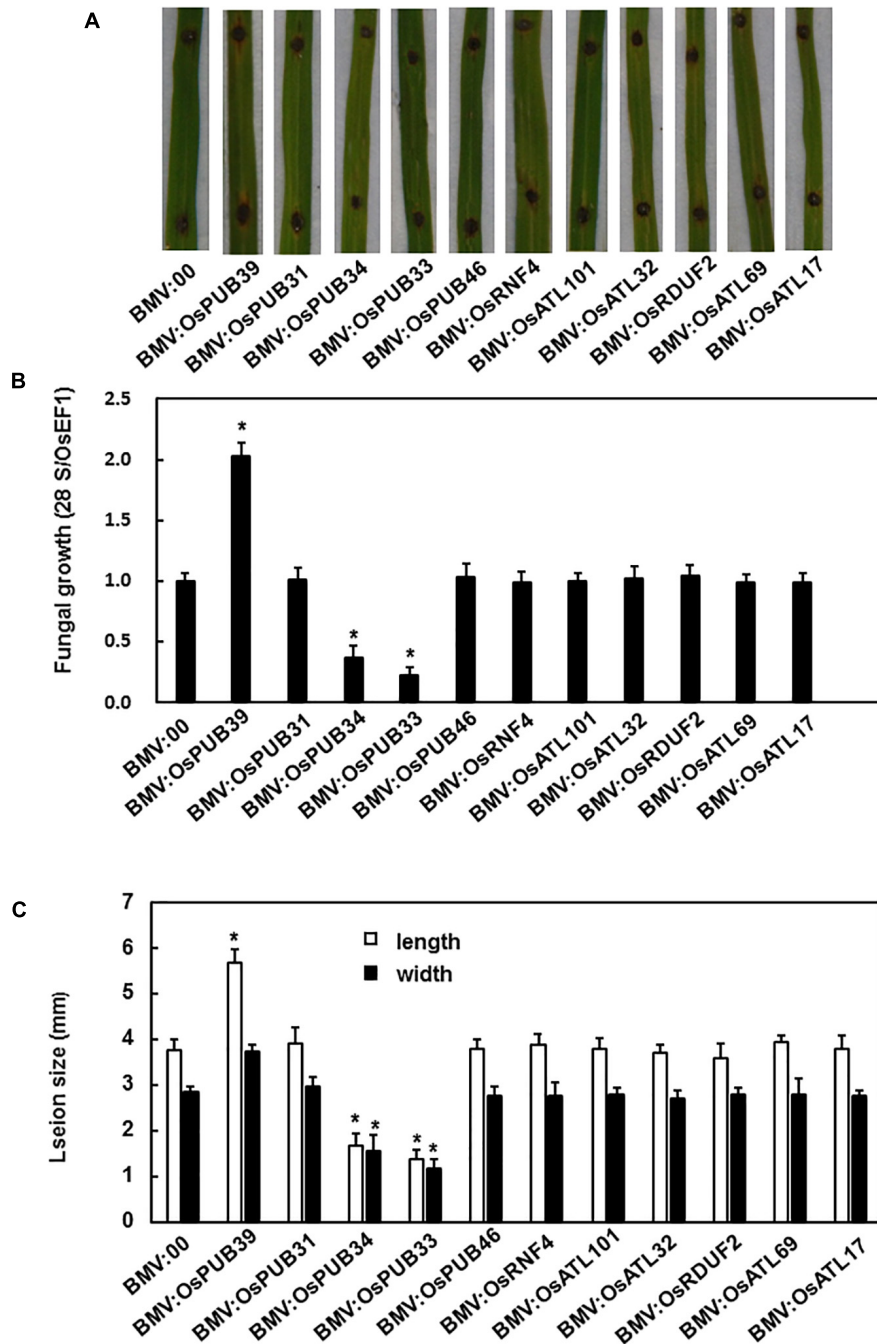 A
BMV:00
BMV:OsPUB39
BMV:OsPUB31
BMV:OsPUB34
BMV:OsPUB33
BMV:OsPUB46
BMV:OsRNF4
BMV:OsATL101
BMV:OsATL32
BMV:OsRDUF2
BMV:OsATL69
BMV:OsATL17
B
Fungal growth (28 S/OsEF1)
2.5
2.0
1.5
1.0
0.5
0.0
*
*
*
BMV:00
BMV:OsPUB39
BMV:OsPUB31
BMV:OsPUB34
BMV:OsPUB33
BMV:OsPUB46
BMV:OsRNF4
BMV:OsATL101
BMV:OsATL32
BMV:OsRDUF2
BMV:OsATL69
BMV:OsATL17
C
Lseion size (mm)
7
6
5
4
3
2
1
0
*
* *
* *
length
width
BMV:00
BMV:OsPUB39
BMV:OsPUB31
BMV:OsPUB34
BMV:OsPUB33
BMV:OsPUB46
BMV:OsRNF4
BMV:OsATL101
BMV:OsATL32
BMV:OsRDUF2
BMV:OsATL69
BMV:OsATL17